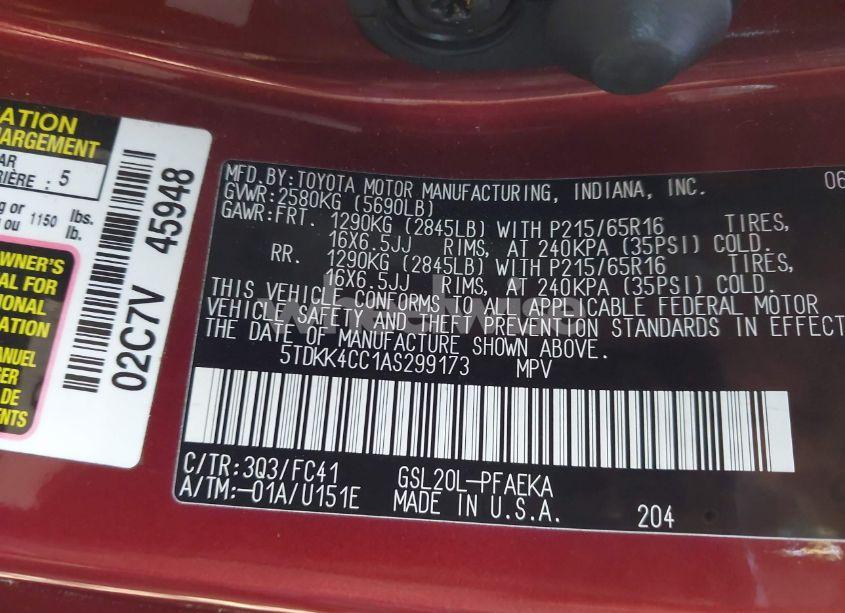 ATION
HARGEMENT
AR
RIÈRE : 5
g or
ou 1150 lbs.
lb.
OWNER'S
AL FOR
IONAL
ATION
ANUEL
GER
DE
ENTS
02C7V 45948
MFD.BY:TOYOTA MOTOR MANUFACTURING, INDIANA, INC. 06
GVWR:2580KG (5690LB)
GAWR:FRT. 1290KG (2845LB) WITH P215/65R16 TIRES,
16X6.5JJ RIMS, AT 240KPA (35PSI) COLD.
RR. 1290KG (2845LB) WITH P215/65R16 TIRES,
16X6.5JJ RIMS, AT 240KPA (35PSI) COLD.
THIS VEHICLE CONFORMS TO ALL APPLICABLE FEDERAL MOTOR
VEHICLE SAFETY AND THEFT PREVENTION STANDARDS IN EFFECT
THE DATE OF MANUFACTURE SHOWN ABOVE.
5TDKK4CC1AS299173 MPV
C/TR:3Q3/FC41 GSL20L-PFAEKA
A/TM:-01A/U151E MADE IN U.S.A. 204